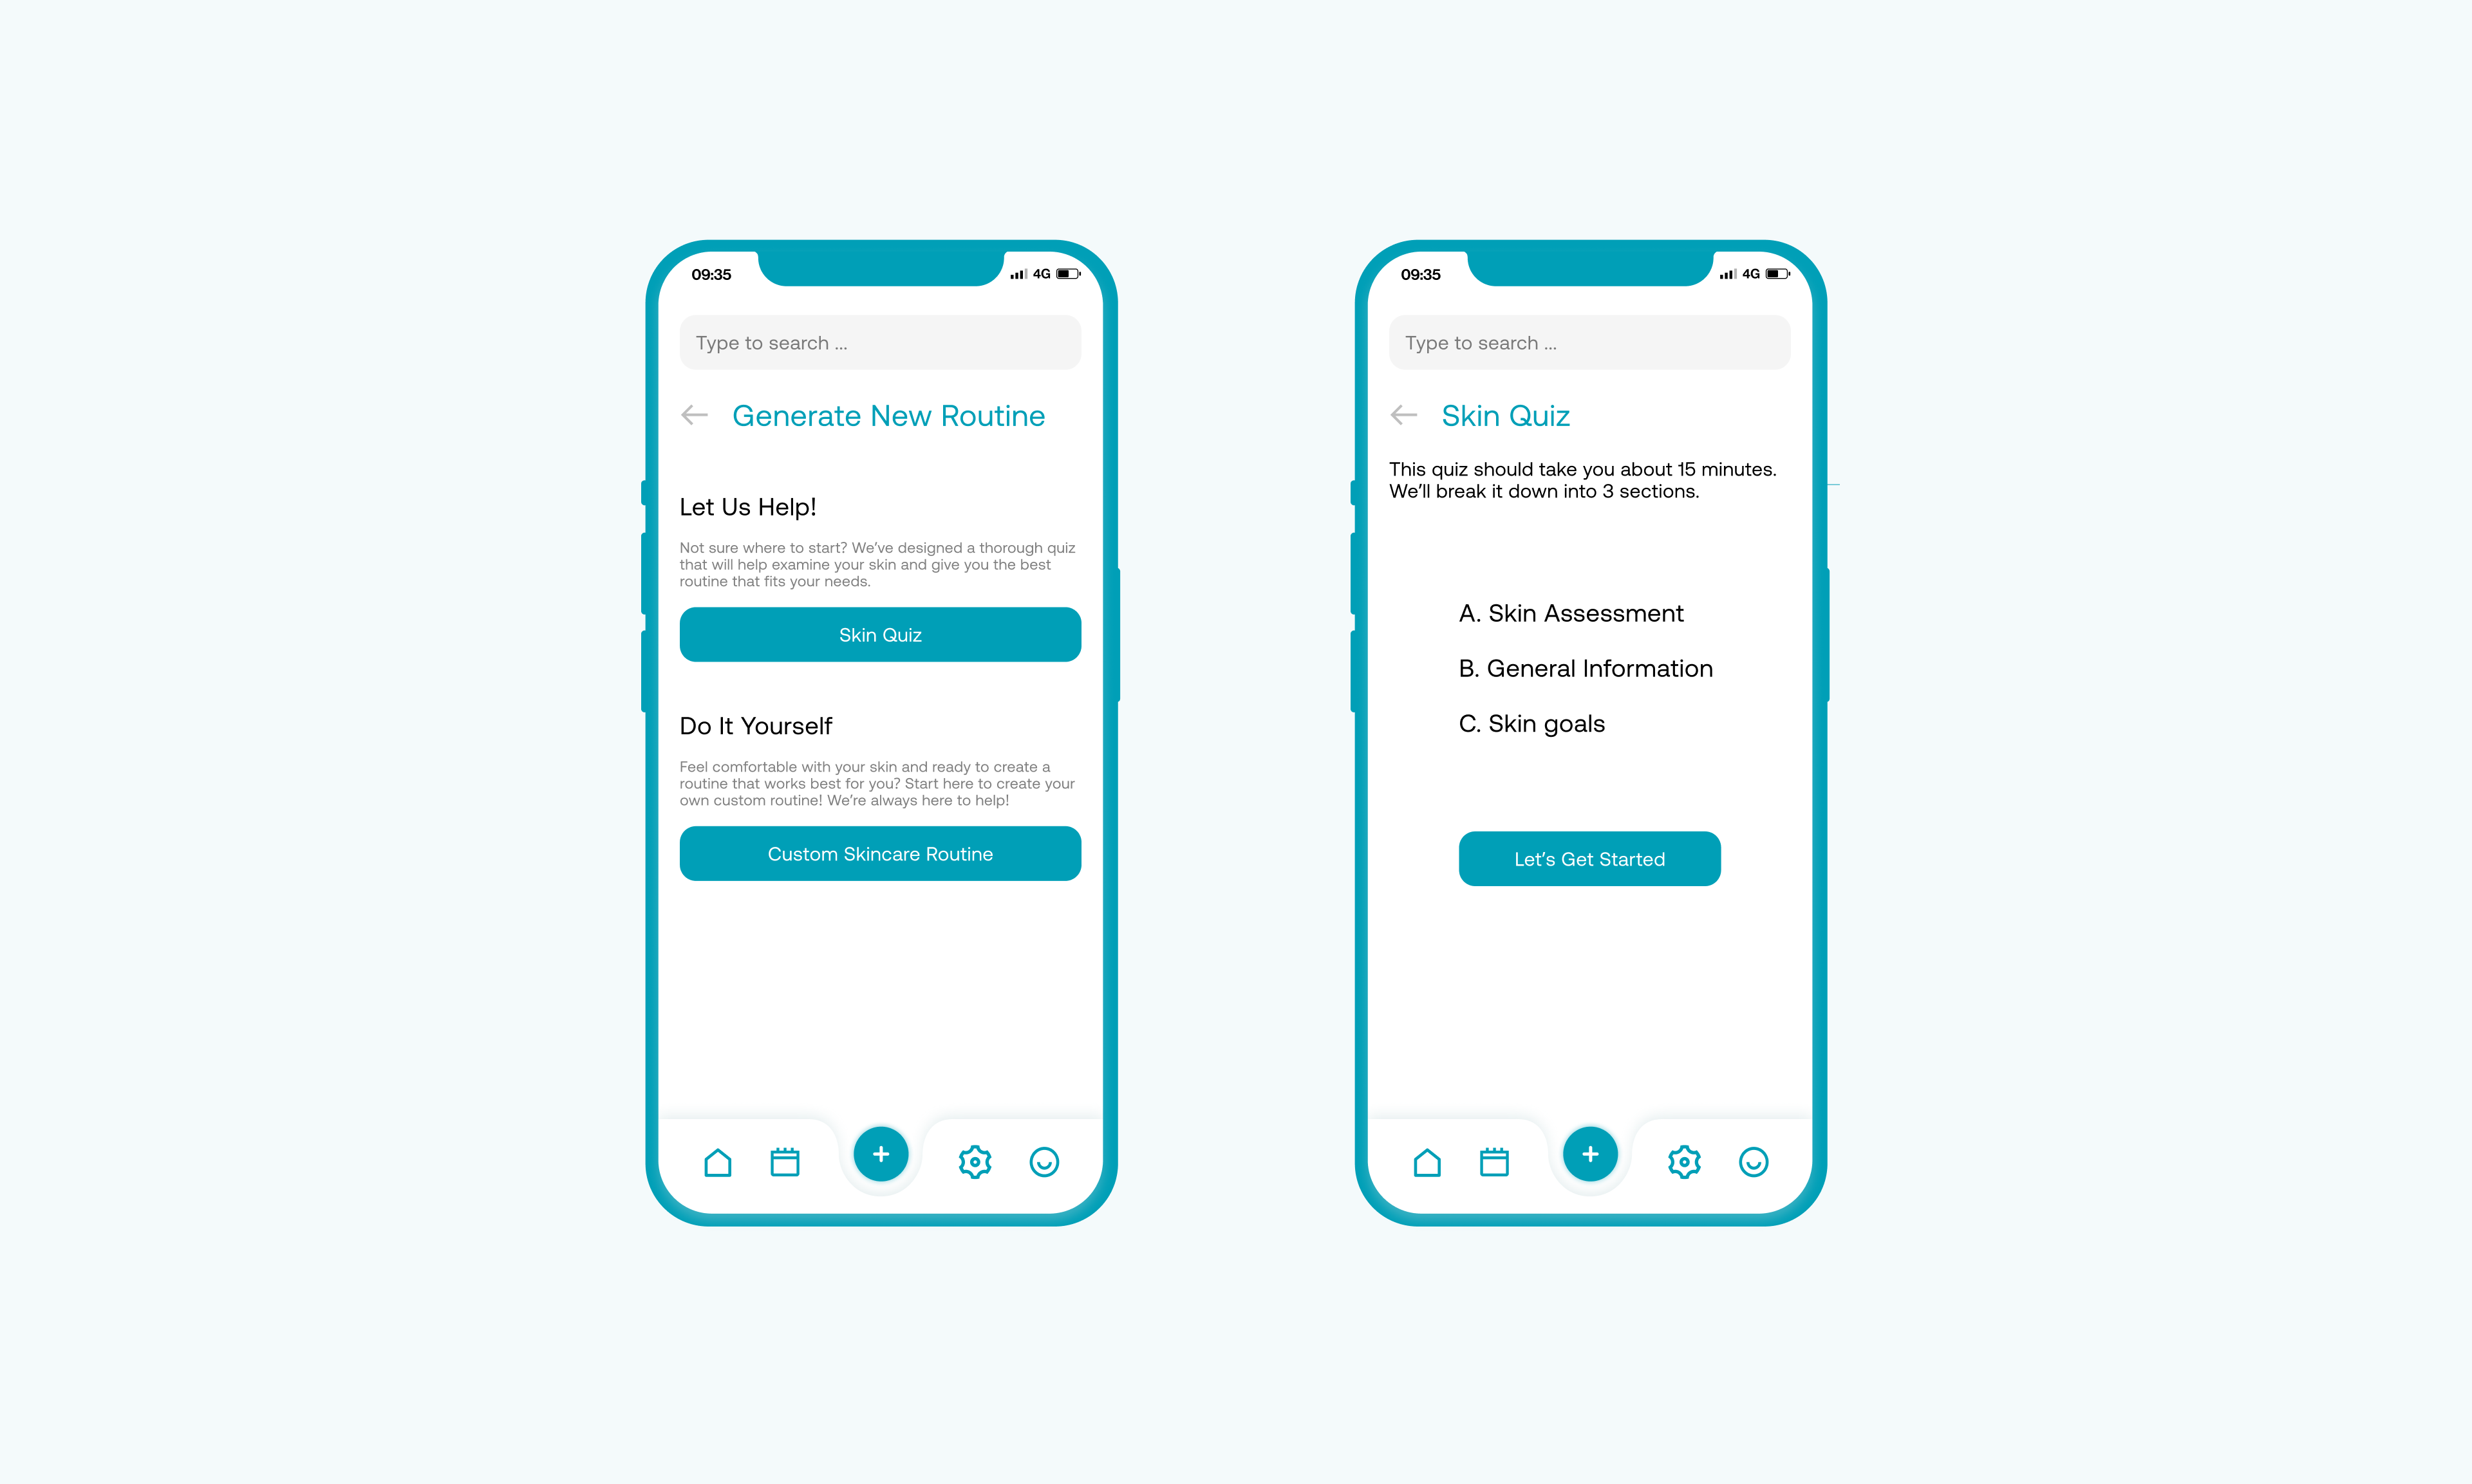 09:35
4G
Type to search ...
Generate New Routine
Let Us Help!
Not sure where to start? We’ve designed a thorough quiz
that will help examine your skin and give you the best
routine that fits your needs.
Skin Quiz
Do It Yourself
Feel comfortable with your skin and ready to create a
routine that works best for you? Start here to create your
own custom routine! We’re always here to help!
Custom Skincare Routine
09:35
4G
Type to search ...
Skin Quiz
This quiz should take you about 15 minutes.
We’ll break it down into 3 sections.
A. Skin Assessment
B. General Information
C. Skin goals
Let’s Get Started